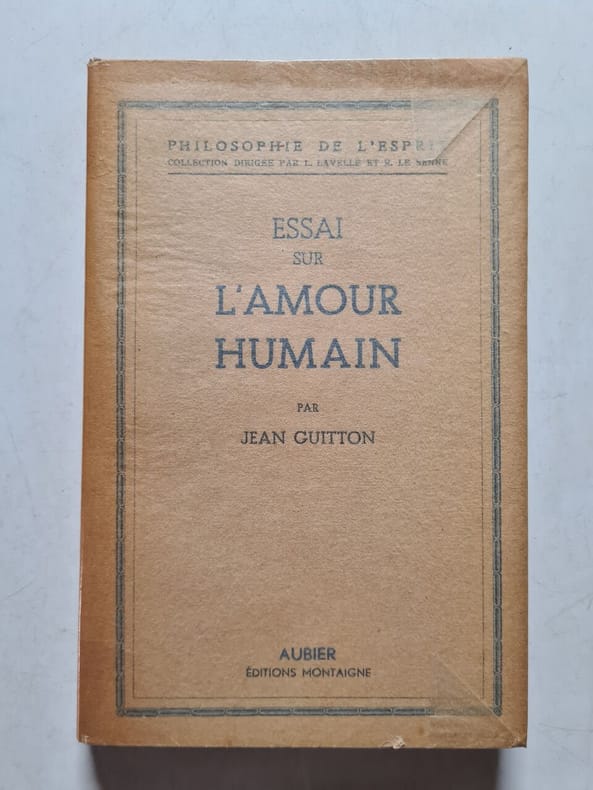 PHILOSOPHIE DE L'ESPRIT
COLLECTION DIRIGÉE PAR L. LAVELLE ET R. LE SENNE
ESSAI
SUR
L'AMOUR
HUMAIN
PAR
JEAN GUITTON
AUBIER
ÉDITIONS MONTAIGNE